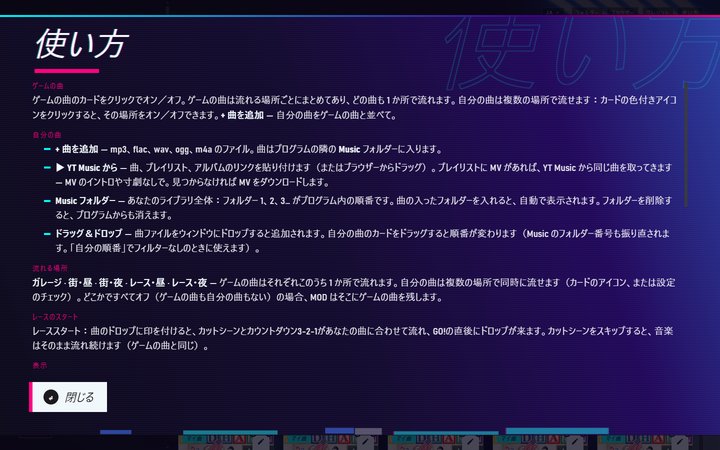 使い方
ゲームの曲
ゲームの曲のカードをクリックでオン／オフ。ゲームの曲は流れる場所ごとにまとめてあり、どの曲も1か所で流れます。自分の曲は複数の場所で流せます：カードの色付きアイコ
ンをクリックすると、その場所をオン／オフできます。+ 曲を追加 — 自分の曲をゲームの曲と並べて。
自分の曲
+ 曲を追加 — mp3、flac、wav、ogg、m4a のファイル。曲はプログラムの隣の Music フォルダーに入ります。
▶ YT Music から — 曲、プレイリスト、アルバムのリンクを貼り付けます（またはブラウザーからドラッグ）。プレイリストに MV があれば、YT Music から同じ曲を取ってきます
— MV のイントロや寸劇なしで。見つからなければ MV をダウンロードします。
Music フォルダー — あなたのライブラリ全体：フォルダー 1、2、3… がプログラム内の順番です。曲の入ったフォルダーを入れると、自動で表示されます。フォルダーを削除す
ると、プログラムからも消えます。
ドラッグ＆ドロップ — 曲ファイルをウィンドウにドロップすると追加されます。自分の曲のカードをドラッグすると順番が変わります（Music のフォルダー番号も振り直されま
す。「自分の順番」でフィルターなしのときに使えます）。
流れる場所
ガレージ · 街・昼 · 街・夜 · レース・昼 · レース・夜 — ゲームの曲はそれぞれこのうち1か所で流れます。自分の曲は複数の場所で同時に流せます（カードのアイコン、または設定
のチェック）。どこかですべてオフ（ゲームの曲も自分の曲もない）の場合、MOD はそこにゲームの曲を残します。
レースのスタート
レーススタート： 曲のドロップに印を付けると、カットシーンとカウントダウン3-2-1があなたの曲に合わせて流れ、GO!の直後にドロップが来ます。カットシーンをスキップすると、音楽
はそのまま流れ続けます（ゲームの曲と同じ）。
表示
閉じる